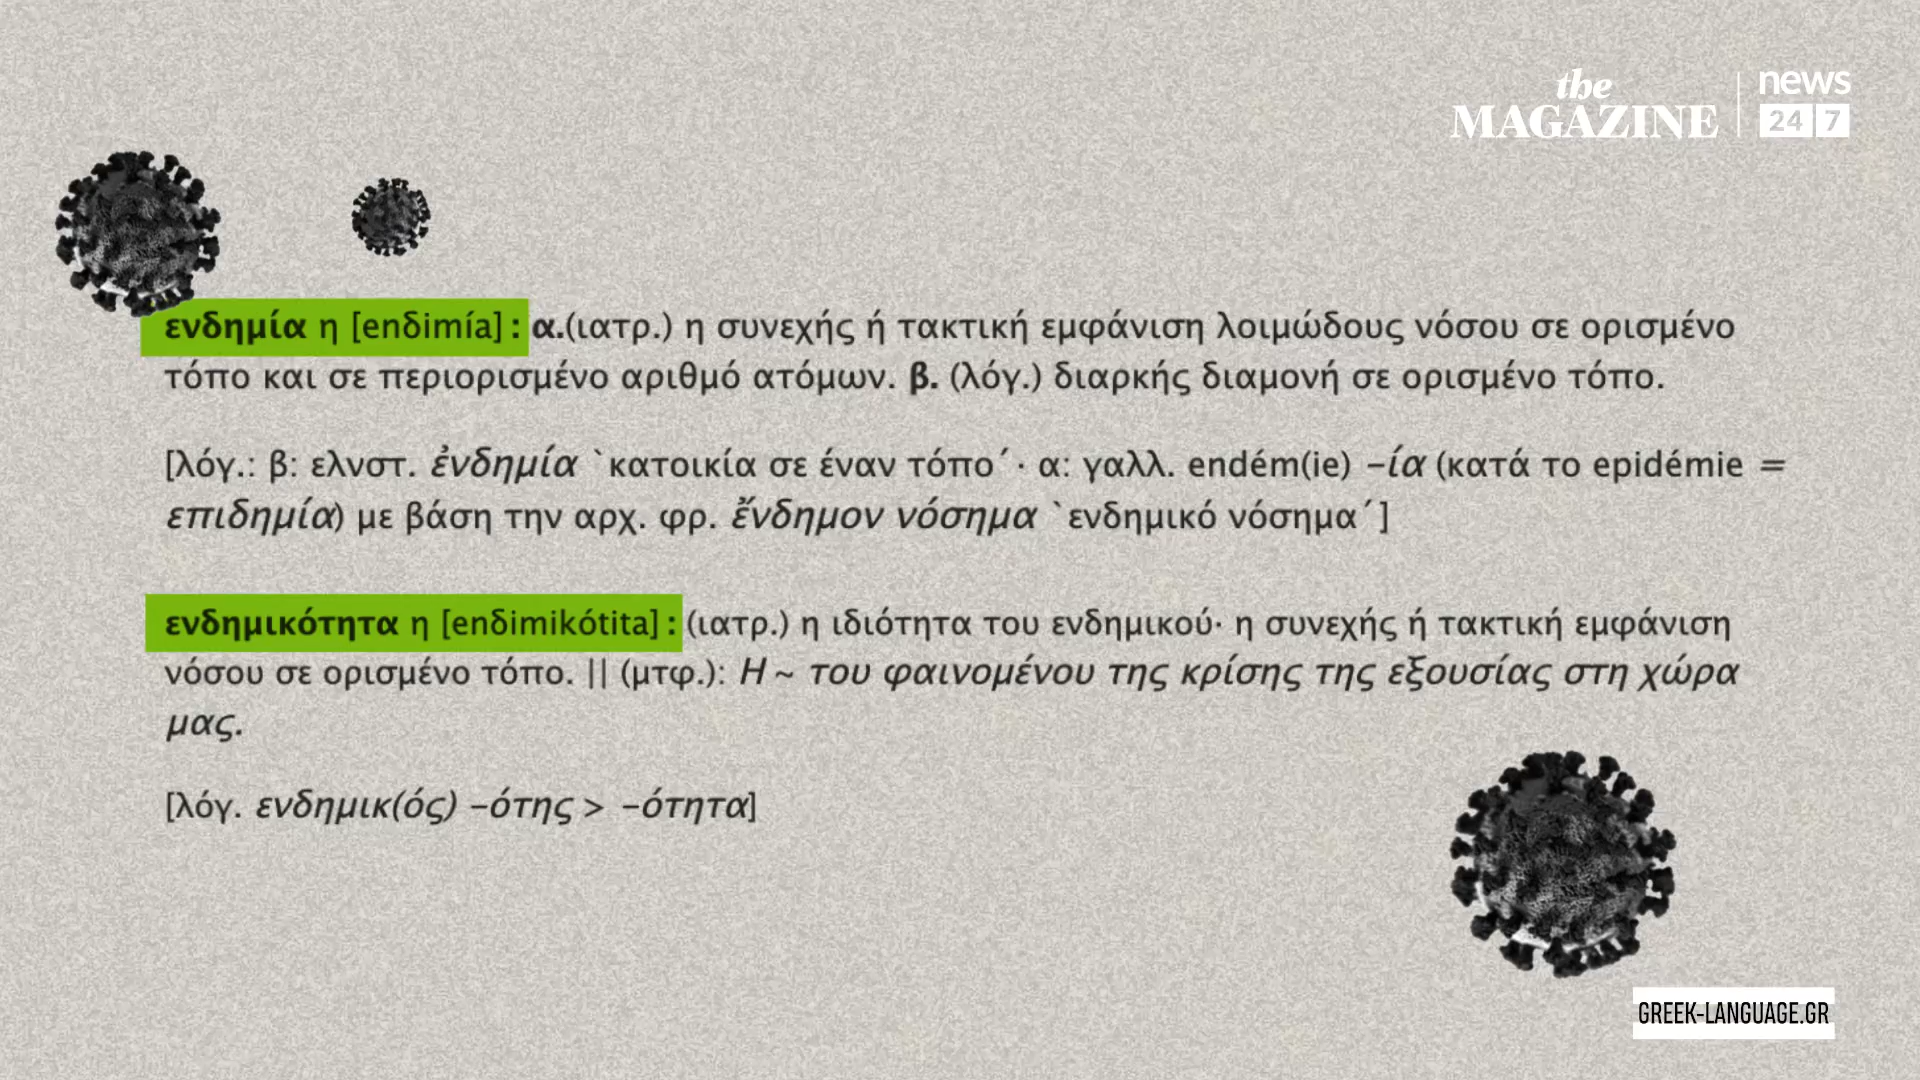 the
MAGAZINE
news
24 7
ενδημία η [enδimía] : α.(ιατρ.) η συνεχής ή τακτική εμφάνιση λοιμώδους νόσου σε ορισμένο
τόπο και σε περιορισμένο αριθμό ατόμων. β. (λόγ.) διαρκής διαμονή σε ορισμένο τόπο.
[λόγ.: β: ελνστ. ἐνδημία `κατοικία σε έναν τόπο΄· α: γαλλ. endém(ie) -ία (κατά το epidémie =
επιδημία) με βάση την αρχ. φρ. ἔνδημον νόσημα `ενδημικό νόσημα΄]
ενδημικότητα η [enδimikótita] : (ιατρ.) η ιδιότητα του ενδημικού· η συνεχής ή τακτική εμφάνιση
νόσου σε ορισμένο τόπο. || (μτφ.): Η ~ του φαινομένου της κρίσης της εξουσίας στη χώρα
μας.
[λόγ. ενδημικ(ός) -ότης > -ότητα]
GREEK-LANGUAGE.GR